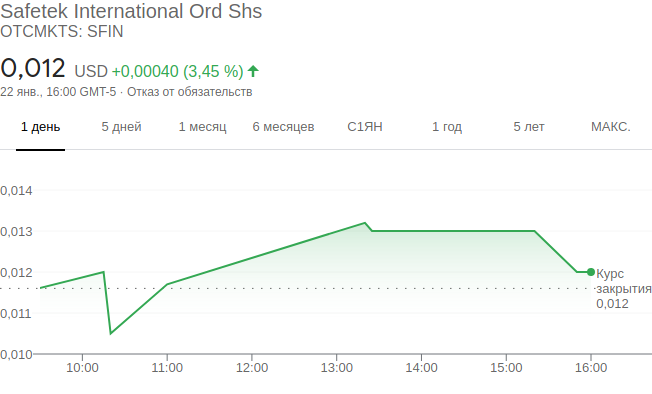 Safetek International Ord Shs
OTCMKTS: SFIN
0,012 USD +0,00040 (3,45 %)
22 янв., 16:00 GMT-5 · Отказ от обязательств
1 день 5 дней 1 месяц 6 месяцев С1ЯН 1 год 5 лет МАКС.
0,014
0,013
0,012
Курс
закрытия
0,012
0,011
0,010
10:00 11:00 12:00 13:00 14:00 15:00 16:00